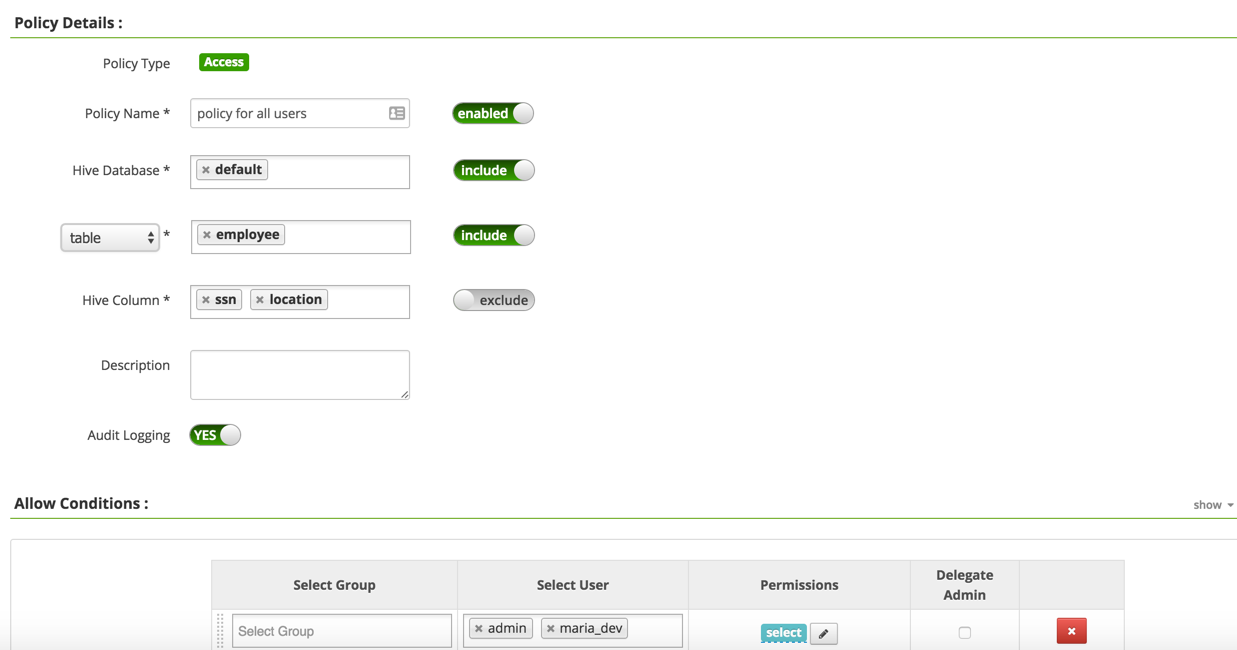 Policy Details :
Policy Type Access
Policy Name * policy for all users enabled
Hive Database * × default include
table * × employee include
Hive Column * × ssn × location exclude
Description
Audit Logging YES
Allow Conditions : show
Select Group Select User Permissions Delegate Admin
Select Group × admin × maria_dev select